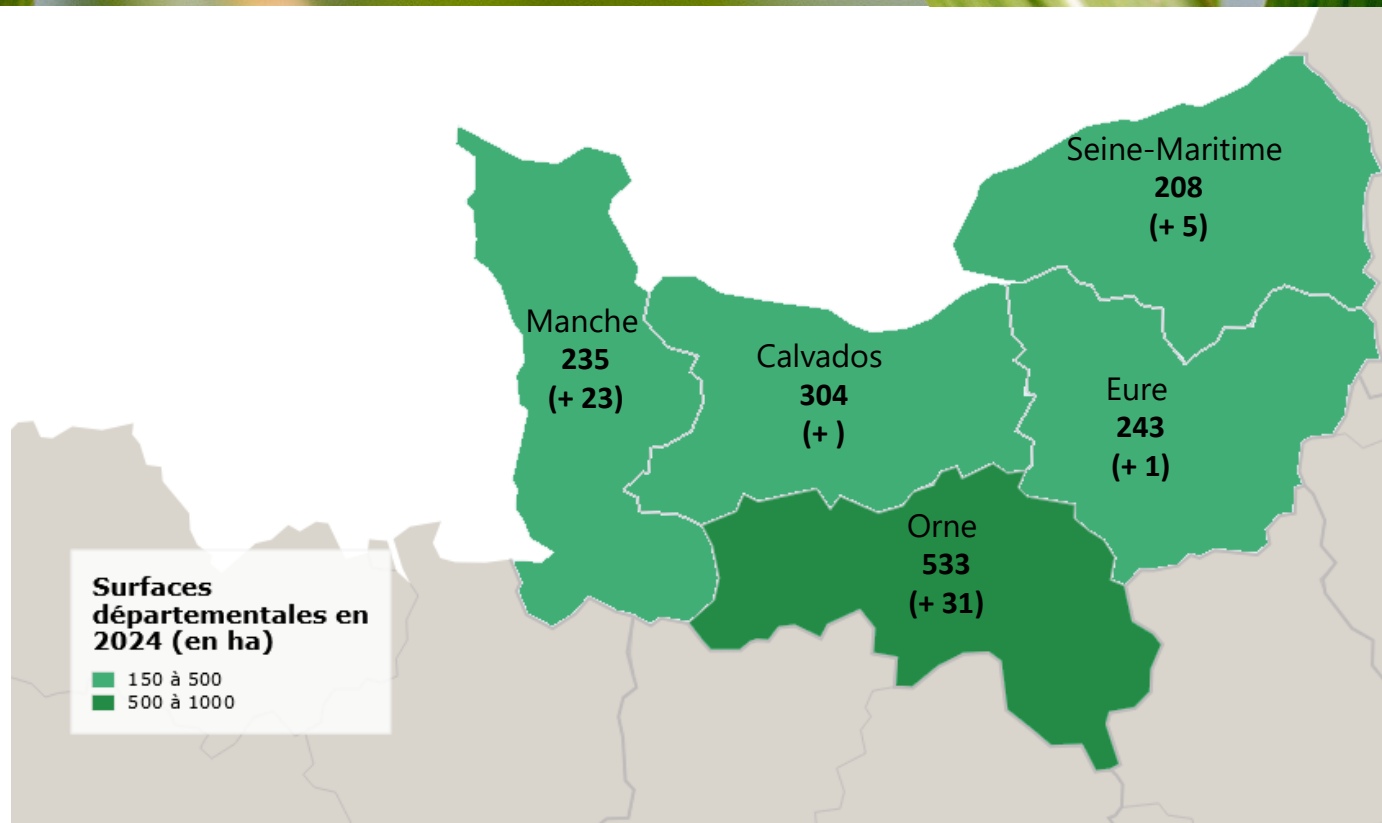 Seine-Maritime
208
(+ 5)
Manche
235
(+ 23)
Calvados
304
(+ )
Eure
243
(+ 1)
Orne
533
(+ 31)
Surfaces
départementales en
2024 (en ha)
150 à 500
500 à 1000